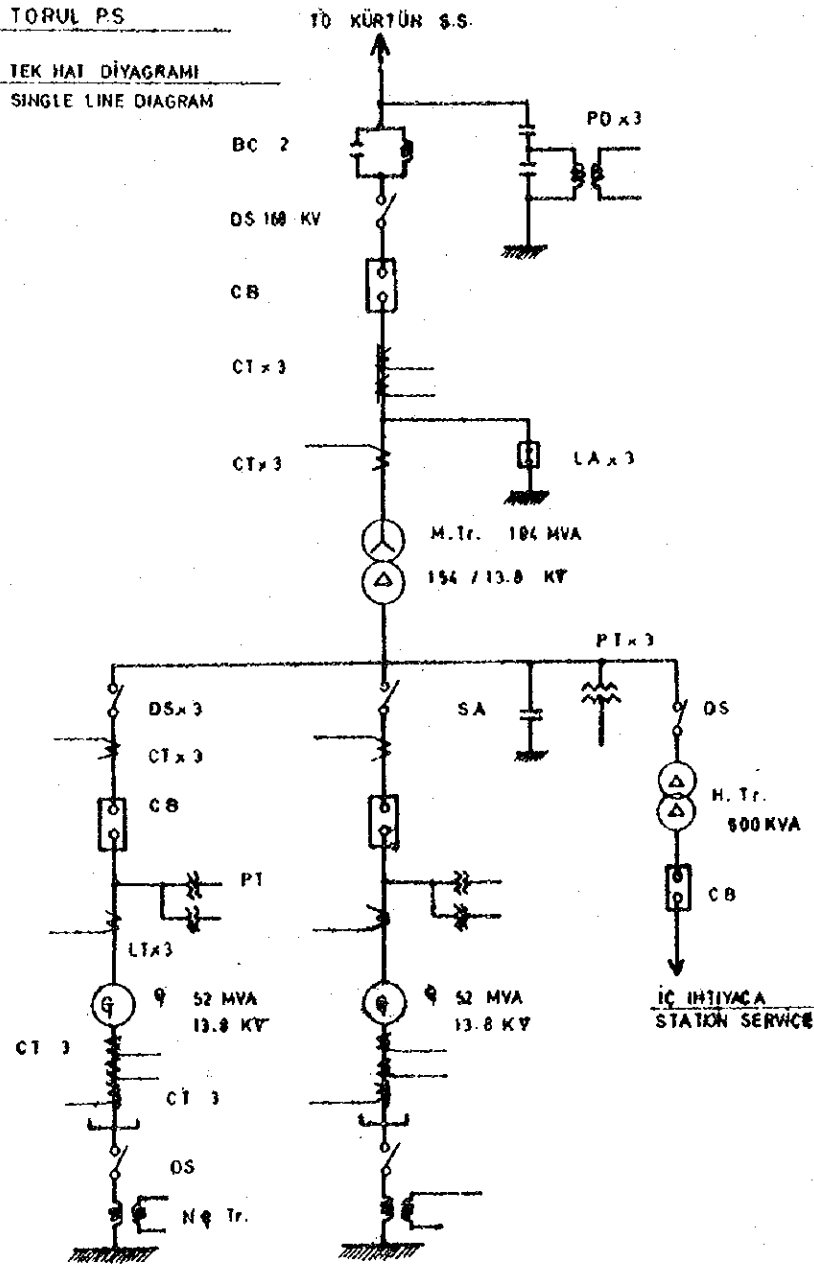 TORUL PS
TO KÜRTÜN S.S.
TEK HAT DİYAGRAMI
SINGLE LINE DIAGRAM
BC 2
PD x 3
DS 168 KV
CB
CT x 3
CT x 3
LA x 3
M.Tr. 104 MVA
154 / 13.8 KV
PT x 3
DS x 3
SA
DS
CT x 3
CB
H. Tr.
600 KVA
PT
CB
LT x 3
G
52 MVA
13.8 KV
G
52 MVA
13.8 KV
İÇ IHTIYACA
STATION SERVICE
CT 3
CT 3
DS
Tr.